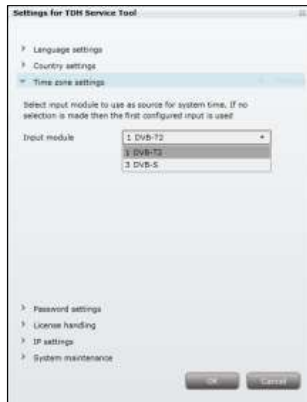 Settings for TDH Service Tool
Language settings
Country settings
Time zone settings
Select input module to use as source for system time. If no
selection is made then the first configured input is used
Input module
1 DVB-T2
1 DVB-T2
3 DVB-S
Password settings
License handling
IP settings
System maintenance
OK
Cancel